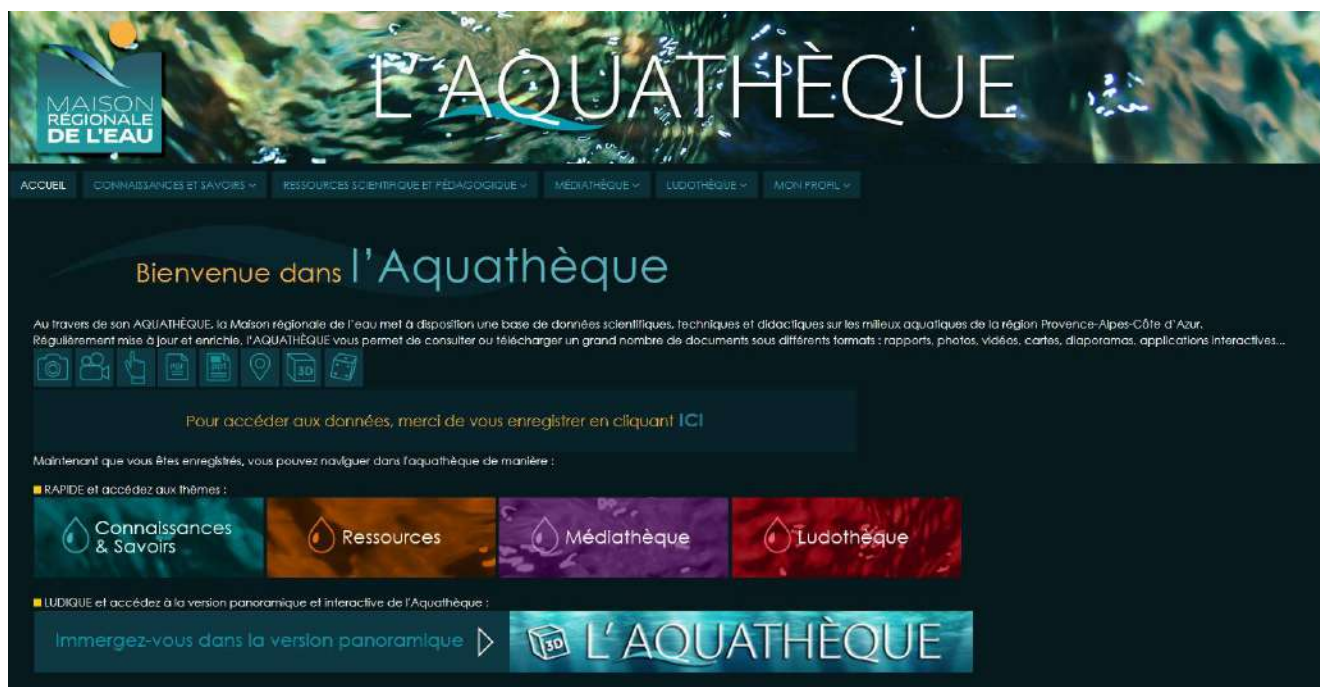 MAISON
RÉGIONALE
DE L'EAU
L'AQUATHÈQUE
ACCUEIL CONNAISSANCES ET SAVOIRS RESSOURCES SCIENTIFIQUE ET PÉDAGOGIQUE MÉDIATHÈQUE LUDOTHÈQUE MON PROFIL
Bienvenue dans l'Aquathèque
Au travers de son AQUATHÈQUE, la Maison régionale de l'eau met à disposition une base de données scientifiques, techniques et didactiques sur les milieux aquatiques de la région Provence-Alpes-Côte d'Azur.
Régulièrement mise à jour et enrichie, l'AQUATHÈQUE vous permet de consulter ou télécharger un grand nombre de documents sous différents formats : rapports, photos, vidéos, cartes, diaporamas, applications interactives...
PDF 3D
Pour accéder aux données, merci de vous enregistrer en cliquant ICI
Maintenant que vous êtes enregistrés, vous pouvez naviguer dans l'aquathèque de manière :
RAPIDE et accédez aux thèmes :
Connaissances
& Savoirs
Ressources
Médiathèque
Ludothèque
LUDIQUE et accédez à la version panoramique et interactive de l'Aquathèque :
Immergez-vous dans la version panoramique
3D L'AQUATHÈQUE